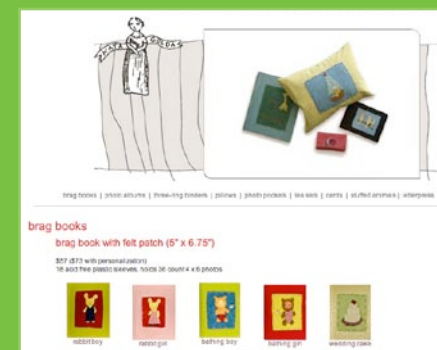 brag books | photo albums | three-ring binders | pillows | photo pockets | tea sets | cards | stuffed animals | letterpress
brag books
brag book with felt patch (5" x 6.75")
$57 ($73 with personalization)
18 acid free plastic sleeves, holds 36 count 4 x 6 photos
rabbit boy rabbit girl bathing boy bathing girl wedding cake